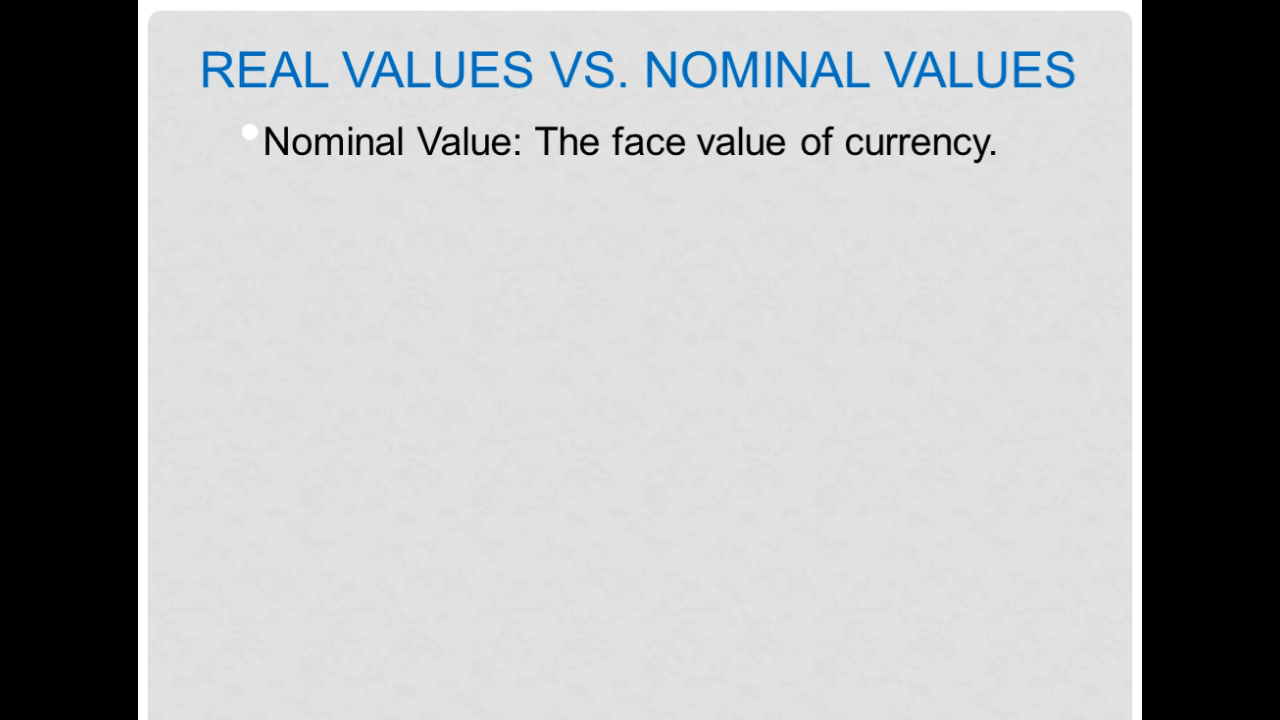 REAL VALUES VS. NOMINAL VALUES
Nominal Value: The face value of currency.